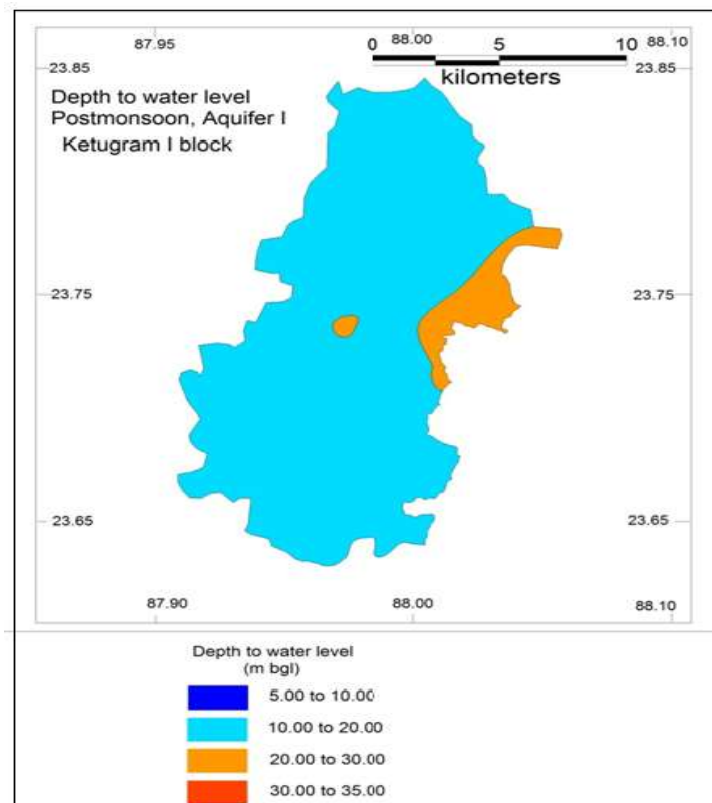 87.95 88.00 88.10
0 5 10
kilometers
23.85 23.85
Depth to water level
Postmonsoon, Aquifer I
Ketugram I block
23.75 23.75
23.65 23.65
87.90 88.00 88.10
Depth to water level
(m bgl)
5.00 to 10.00
10.00 to 20.00
20.00 to 30.00
30.00 to 35.00